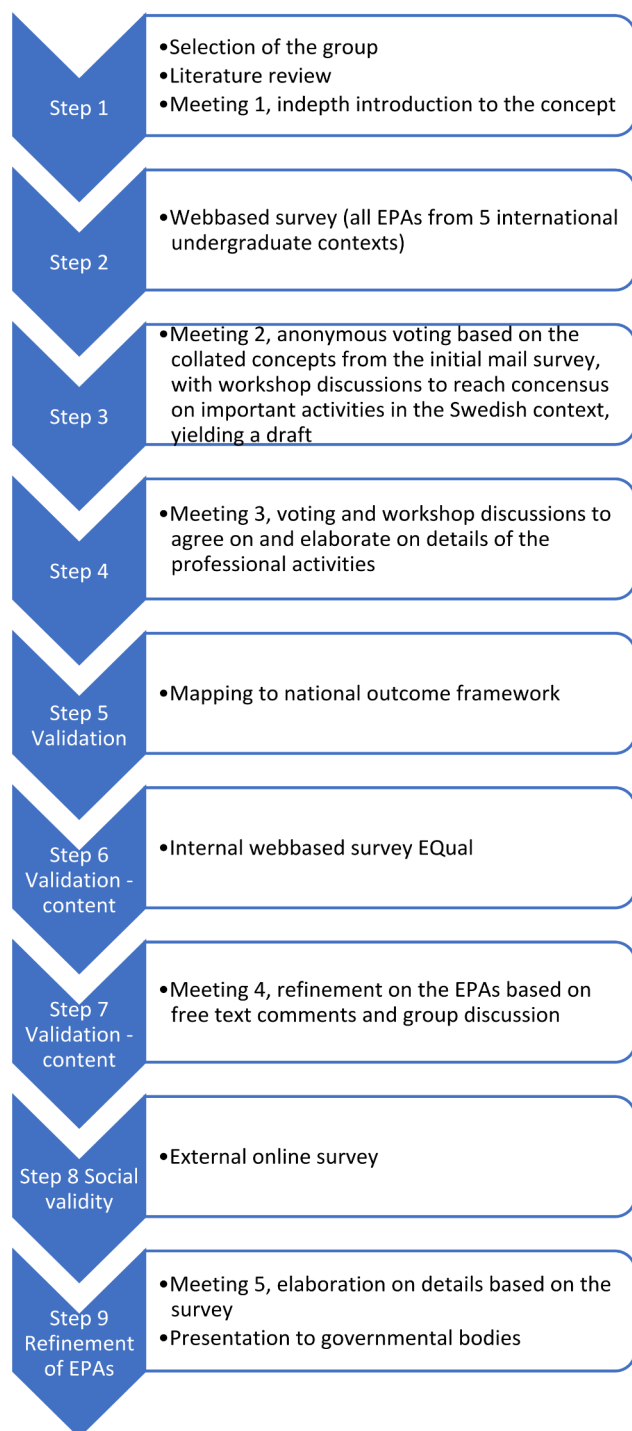 Step 1
•Selection of the group
•Literature review
•Meeting 1, indepth introduction to the concept
Step 2
•Webbased survey (all EPAs from 5 international
undergraduate contexts)
Step 3
•Meeting 2, anonymous voting based on the
collated concepts from the initial mail survey,
with workshop discussions to reach concensus
on important activities in the Swedish context,
yielding a draft
Step 4
•Meeting 3, voting and workshop discussions to
agree on and elaborate on details of the
professional activities
Step 5
Validation
•Mapping to national outcome framework
Step 6
Validation -
content
•Internal webbased survey EQual
Step 7
Validation -
content
•Meeting 4, refinement on the EPAs based on
free text comments and group discussion
Step 8 Social
validity
•External online survey
Step 9
Refinement
of EPAs
•Meeting 5, elaboration on details based on the
survey
•Presentation to governmental bodies